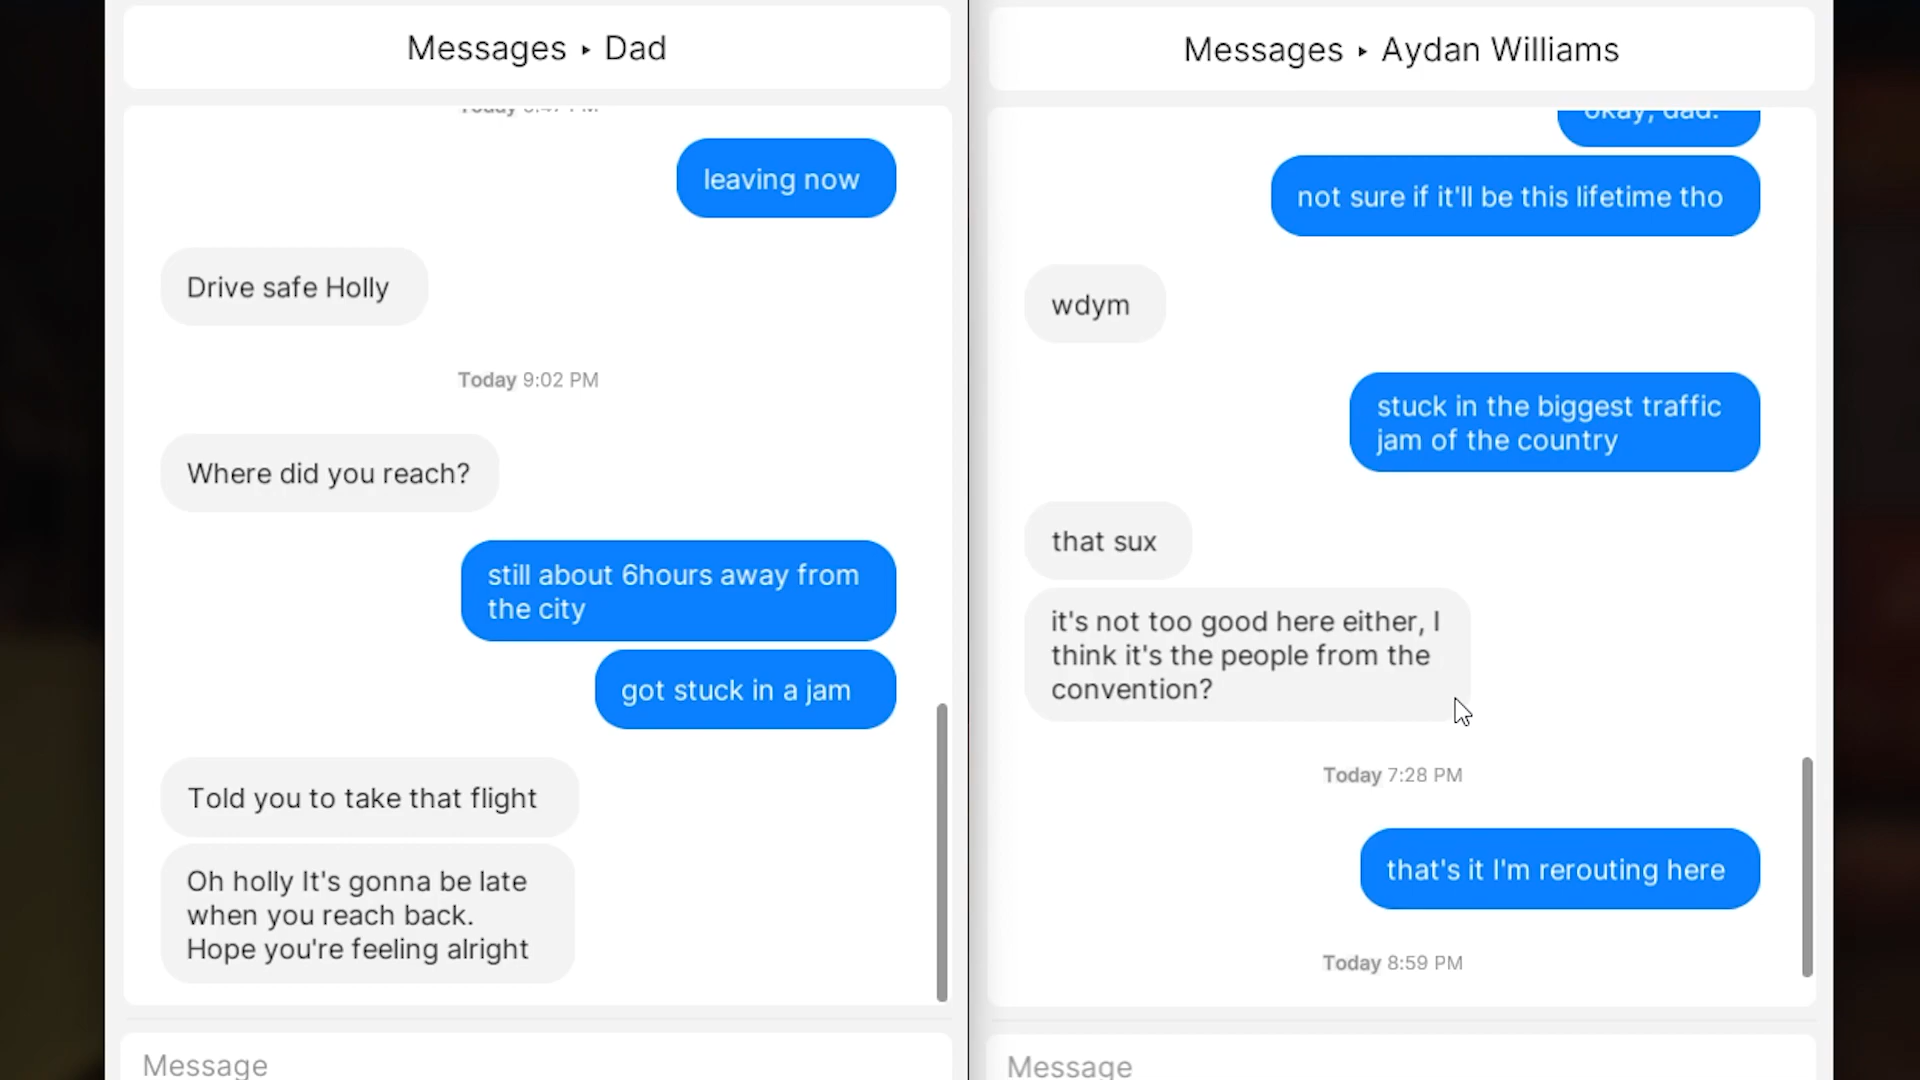 Messages ▸ Dad
leaving now
Drive safe Holly
Today 9:02 PM
Where did you reach?
still about 6hours away from
the city
got stuck in a jam
Told you to take that flight
Oh holly It's gonna be late
when you reach back.
Hope you're feeling alright
Message
Messages ▸ Aydan Williams
okay, dad.
not sure if it'll be this lifetime tho
wdym
stuck in the biggest traffic
jam of the country
that sux
it's not too good here either, I
think it's the people from the
convention?
Today 7:28 PM
that's it I'm rerouting here
Today 8:59 PM
Message